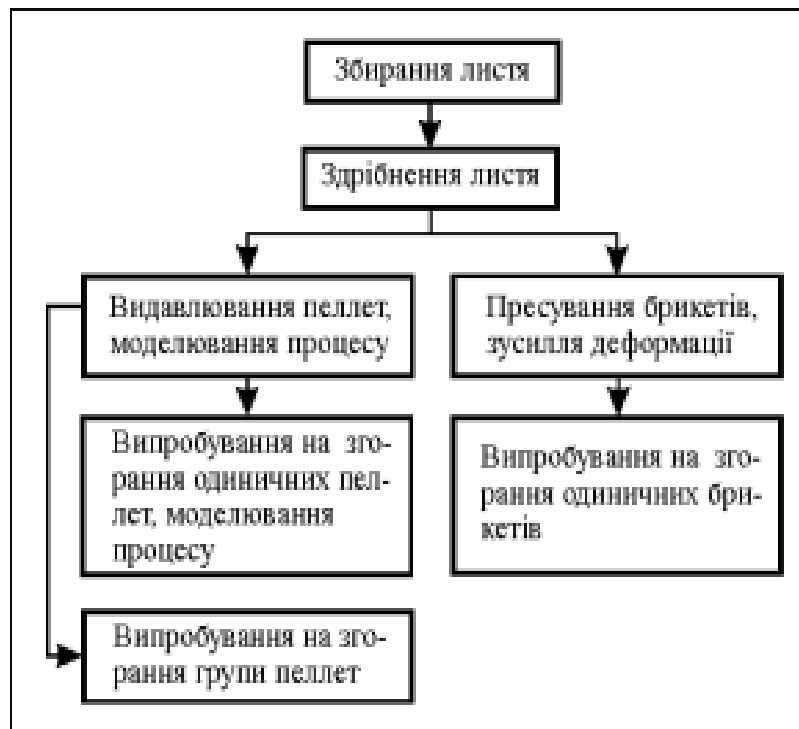 Збирання листя
Здрібнення листя
Видавлювання пеллет,
моделювання процесу
Пресування брикетів,
зусилля деформації
Випробування на зго-
рання одиничних пел-
лет, моделювання
процесу
Випробування на зго-
рання одиничних бри-
кетів
Випробування на зго-
рання групи пеллет